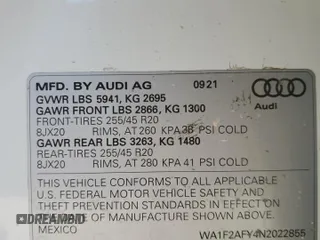 MFD. BY AUDI AG 09 21
GVWR LBS 5941, KG 2695
GAWR FRONT LBS 2866, KG 1300
FRONT-TIRES 255/45 R20
8JX20 RIMS, AT 260 KPA 38 PSI COLD
GAWR REAR LBS 3263, KG 1480
REAR-TIRES 255/45 R20
8JX20 RIMS, AT 280 KPA 41 PSI COLD
Audi
THIS VEHICLE CONFORMS TO ALL APPLICABLE
U.S. FEDERAL MOTOR VEHICLE SAFETY AND
THEFT PREVENTION STANDARDS IN EFFECT ON
DATE OF MANUFACTURE SHOWN ABOVE
MEXICO WA1F2AFY4N2022855
DREAMBID